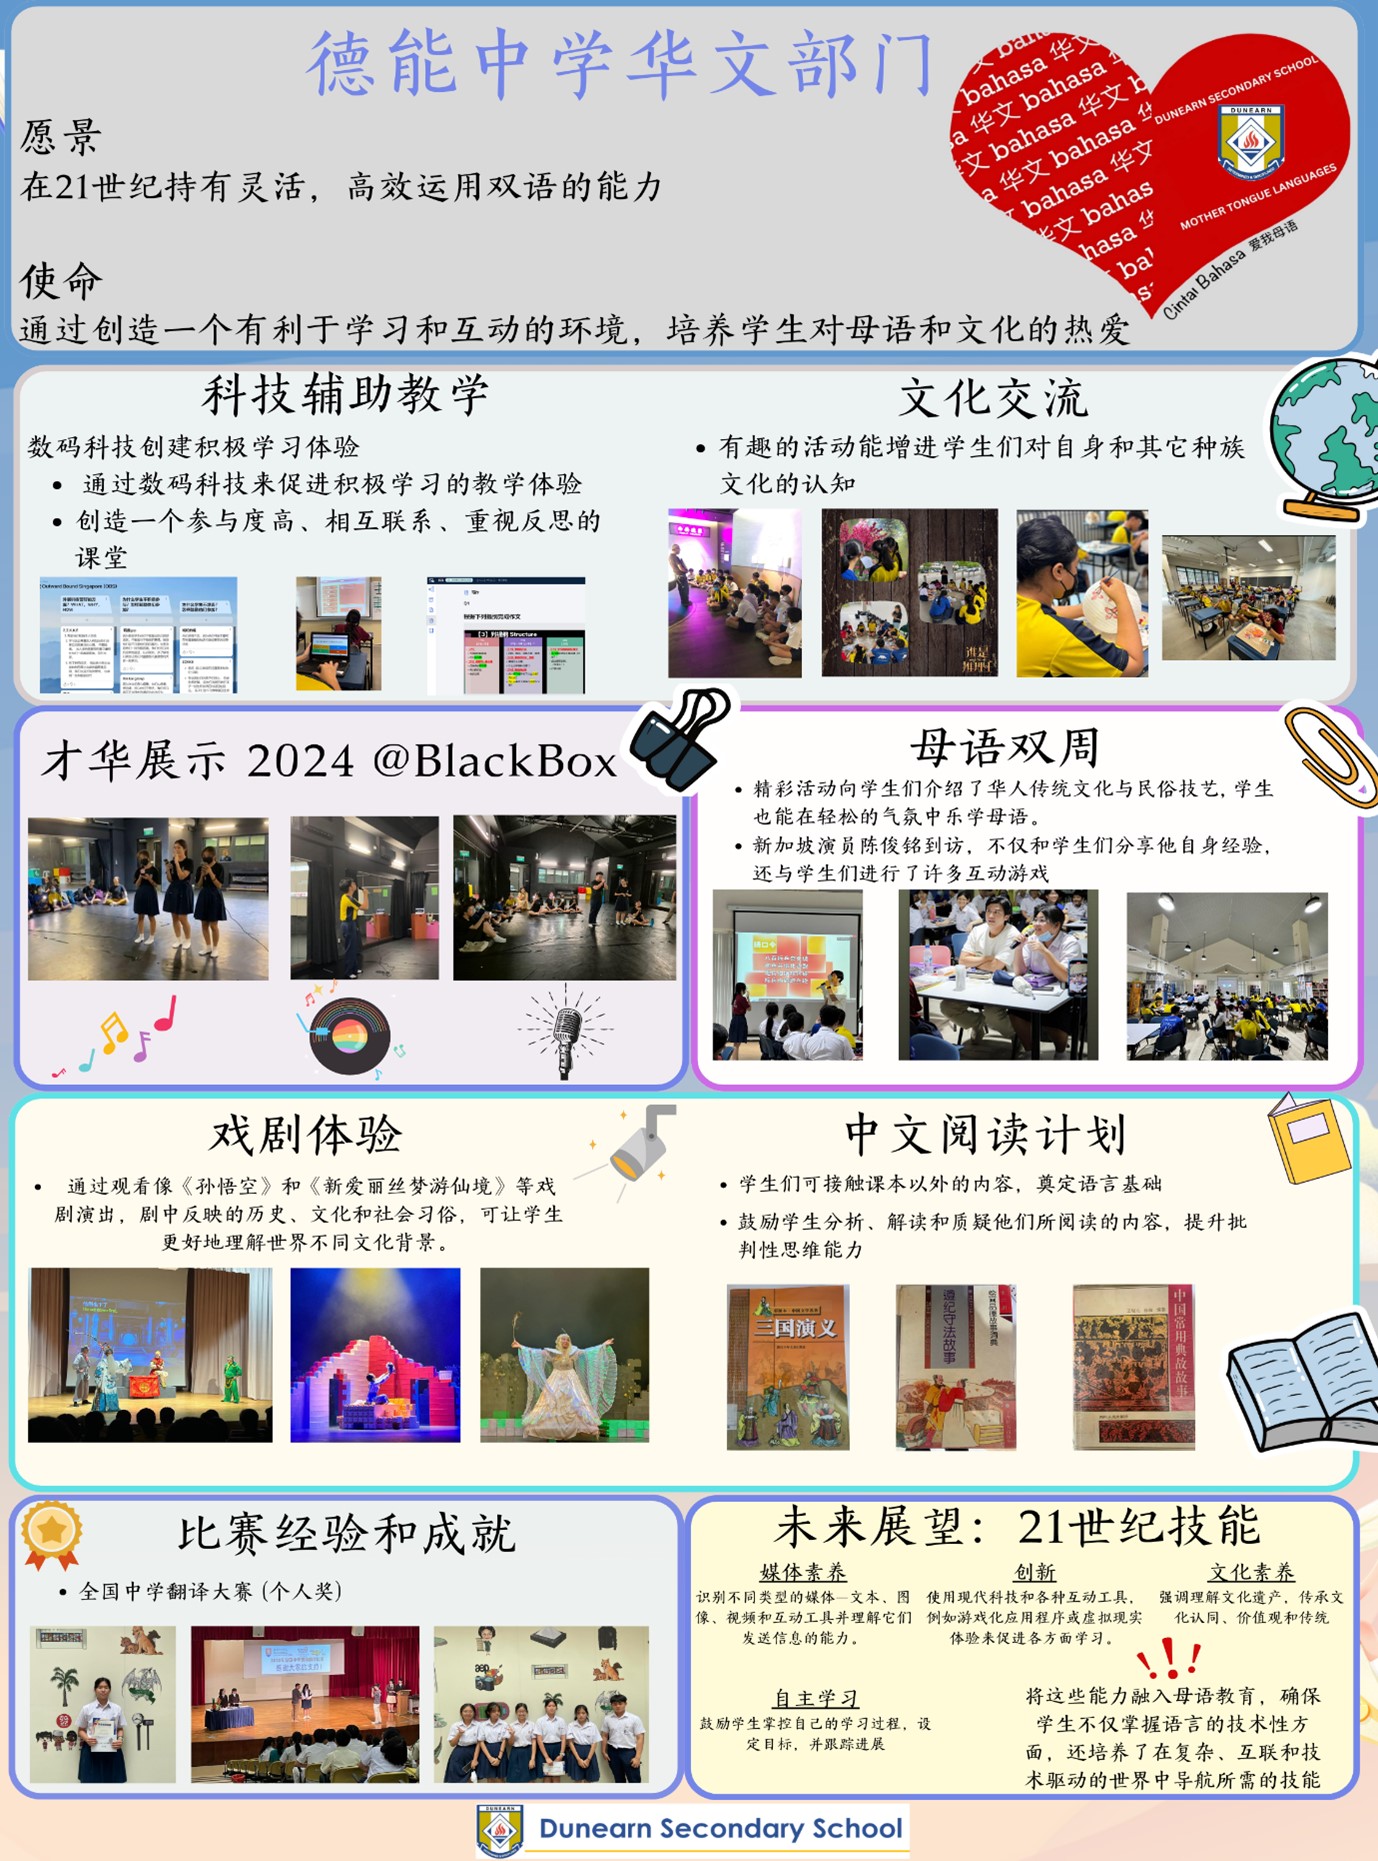 德能中学华文部门
愿景
在21世纪持有灵活，高效运用双语的能力
使命
通过创造一个有利于学习和互动的环境，培养学生对母语和文化的热爱
华文 bahasa 华文
bahasa 华文 bahasa
华文 bahasa 华文
DUNEARN SECONDARY SCHOOL
DUNEARN
MOTHER TONGUE LANGUAGES
Cintai Bahasa 爱我母语
科技辅助教学
数码科技创建积极学习体验
• 通过数码科技来促进积极学习的教学体验
• 创造一个参与度高、相互联系、重视反思的
课堂
Outward Bound Singapore (OBS)
根据下列提纲完成作文
【3】列提纲 Structure
文化交流
• 有趣的活动能增进学生们对自身和其它种族
文化的认知
才华展示 2024 @BlackBox
母语双周
• 精彩活动向学生们介绍了华人传统文化与民俗技艺, 学生
也能在轻松的气氛中乐学母语。
• 新加坡演员陈俊铭到访，不仅和学生们分享他自身经验，
还与学生们进行了许多互动游戏
绕口令
戏剧体验
• 通过观看像《孙悟空》和《新爱丽丝梦游仙境》等戏
剧演出，剧中反映的历史、文化和社会习俗，可让学生
更好地理解世界不同文化背景。
中文阅读计划
• 学生们可接触课本以外的内容，奠定语言基础
• 鼓励学生分析、解读和质疑他们所阅读的内容，提升批
判性思维能力
三国演义
遵纪守法故事
中国常用典故故事
比赛经验和成就
• 全国中学翻译大赛 (个人奖)
未来展望：21世纪技能
媒体素养
识别不同类型的媒体—文本、图
像、视频和互动工具并理解它们
发送信息的能力。
创新
使用现代科技和各种互动工具，
例如游戏化应用程序或虚拟现实
体验来促进各方面学习。
文化素养
强调理解文化遗产，传承文
化认同、价值观和传统
自主学习
鼓励学生掌控自己的学习过程，设
定目标，并跟踪进展
!!!
将这些能力融入母语教育，确保
学生不仅掌握语言的技术性方
面，还培养了在复杂、互联和技
术驱动的世界中导航所需的技能
DUNEARN
Dunearn Secondary School